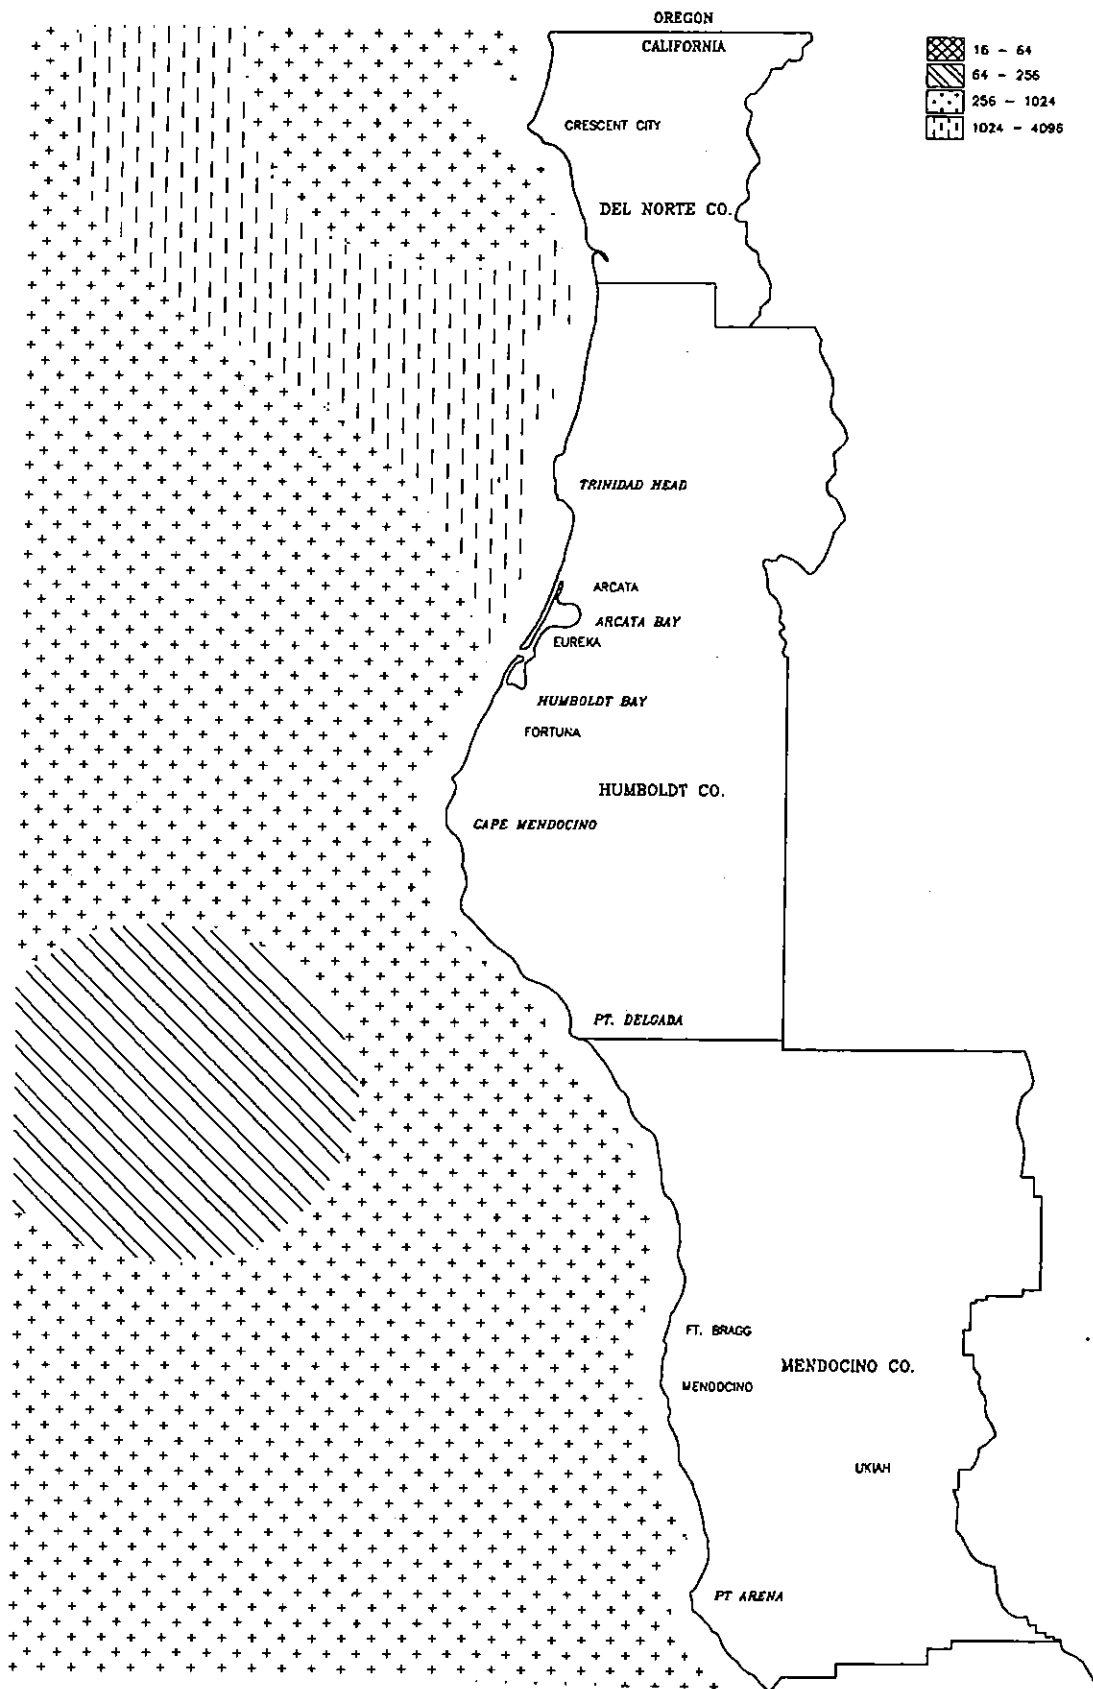 OREGON
CALIFORNIA
16 - 64
64 - 256
256 - 1024
1024 - 4096
CRESCENT CITY
DEL NORTE CO.
TRINIDAD HEAD
ARCATA
ARCATA BAY
EUREKA
HUMBOLDT BAY
FORTUNA
HUMBOLDT CO.
CAPE MENDOCINO
PT. DELGADA
FT. BRAGG
MENDOCINO CO.
MENDOCINO
UKIAH
PT ARENA